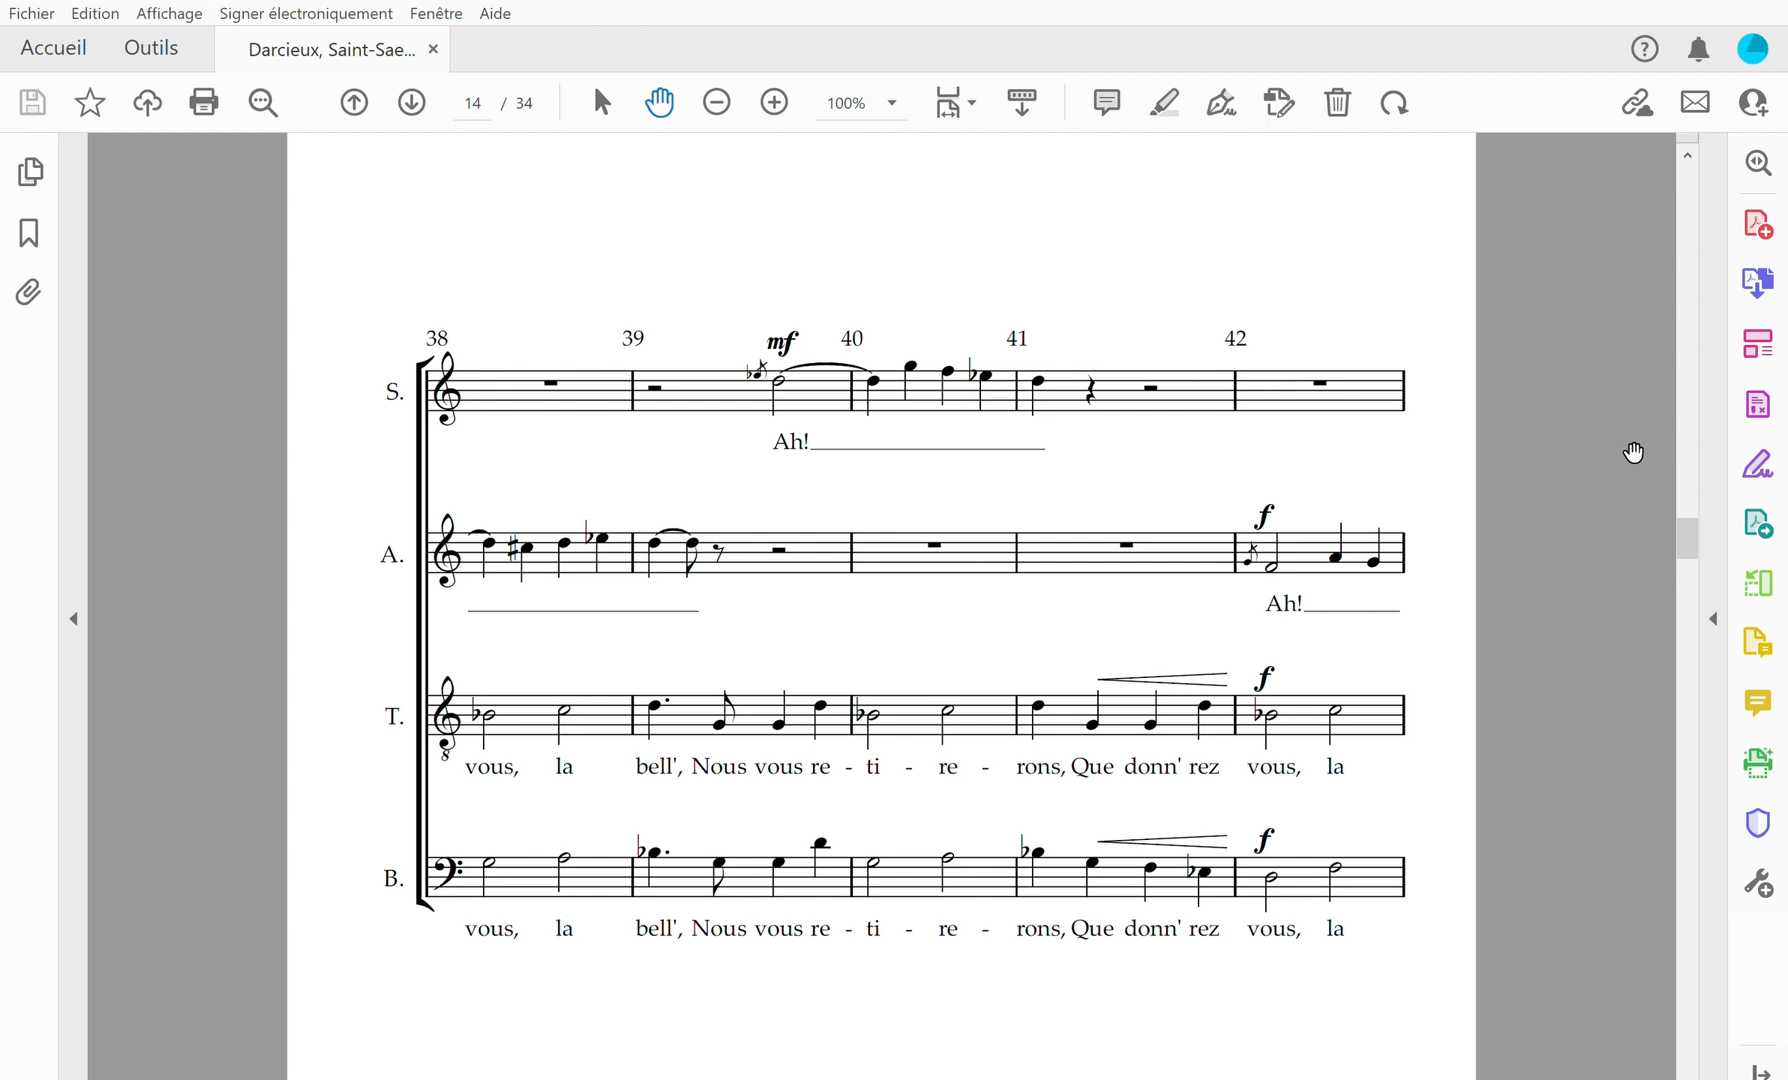 Fichier Edition Affichage Signer électroniquement Fenêtre Aide
Accueil Outils Darcieux, Saint-Sae... ×
14 / 34 100%
38 39 mf 40 41 42
S.
Ah!
f
A.
Ah!
f
T.
8
vous, la bell', Nous vous re - ti - re - rons, Que donn' rez vous, la
f
B.
vous, la bell', Nous vous re - ti - re - rons, Que donn' rez vous, la